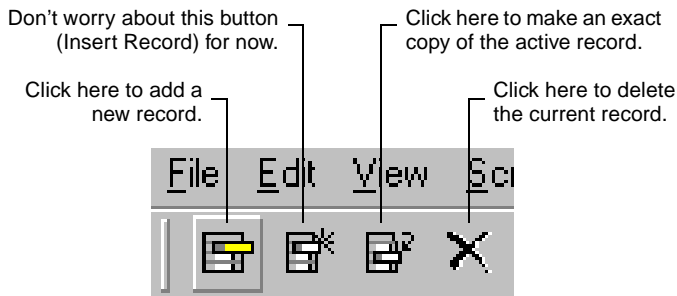 Don't worry about this button
(Insert Record) for now.
Click here to make an exact
copy of the active record.
Click here to add a
new record.
Click here to delete
the current record.
File Edit View Scr